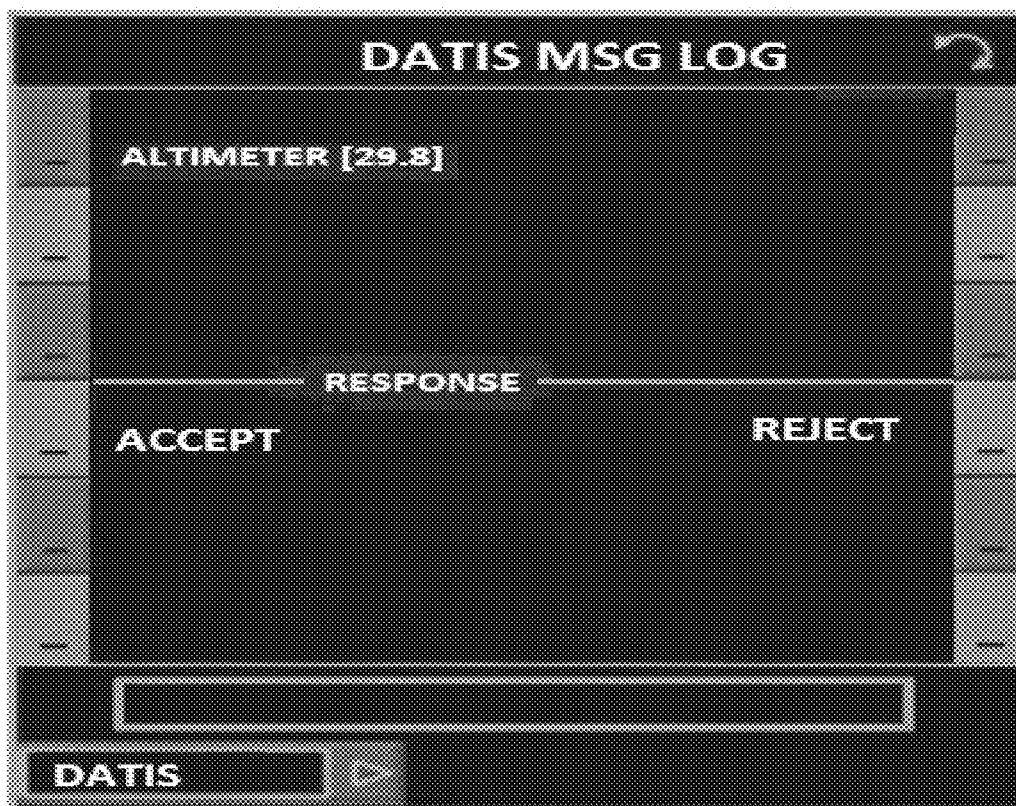 DATIS MSG LOG
ALTIMETER [29.8]
RESPONSE
ACCEPT REJECT
DATIS